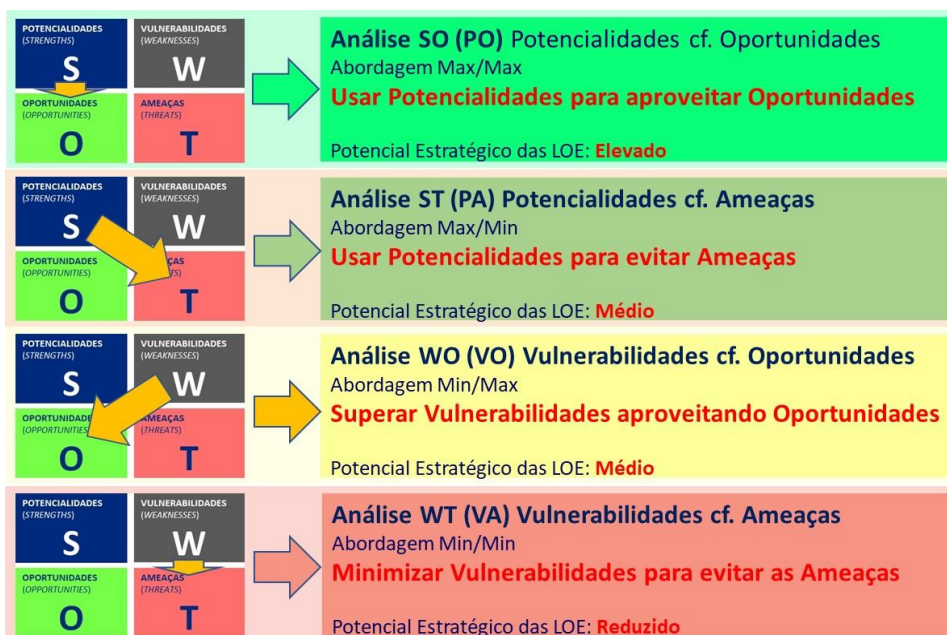 POTENCIALIDADES
(STRENGTHS)
S
VULNERABILIDADES
(WEAKNESSES)
W
OPORTUNIDADES
(OPPORTUNITIES)
O
AMEAÇAS
(THREATS)
T
Análise SO (PO) Potencialidades cf. Oportunidades
Abordagem Max/Max
Usar Potencialidades para aproveitar Oportunidades
Potencial Estratégico das LOE: Elevado
POTENCIALIDADES
(STRENGTHS)
S
VULNERABILIDADES
(WEAKNESSES)
W
OPORTUNIDADES
(OPPORTUNITIES)
O
T
Análise ST (PA) Potencialidades cf. Ameaças
Abordagem Max/Min
Usar Potencialidades para evitar Ameaças
Potencial Estratégico das LOE: Médio
POTENCIALIDADES
(STRENGTHS)
S
VULNERABILIDADES
(WEAKNESSES)
W
OPORTUNIDADES
(OPPORTUNITIES)
O
AMEAÇAS
(THREATS)
T
Análise WO (VO) Vulnerabilidades cf. Oportunidades
Abordagem Min/Max
Superar Vulnerabilidades aproveitando Oportunidades
Potencial Estratégico das LOE: Médio
POTENCIALIDADES
(STRENGTHS)
S
VULNERABILIDADES
(WEAKNESSES)
W
OPORTUNIDADES
(OPPORTUNITIES)
O
AMEAÇAS
(THREATS)
T
Análise WT (VA) Vulnerabilidades cf. Ameaças
Abordagem Min/Min
Minimizar Vulnerabilidades para evitar as Ameaças
Potencial Estratégico das LOE: Reduzido